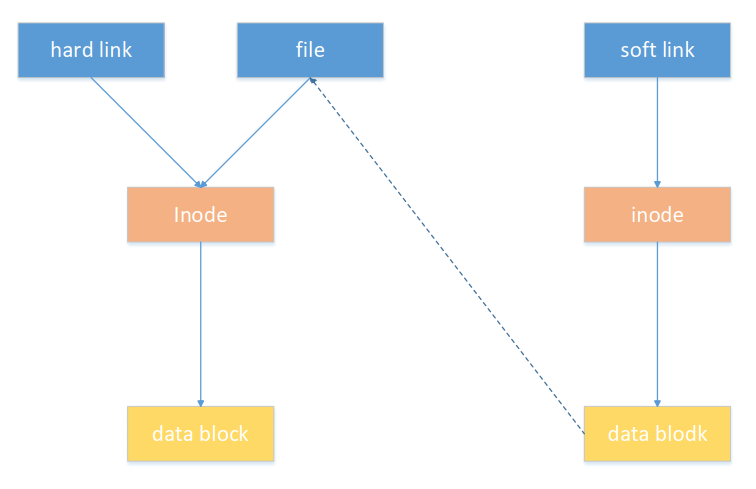 hard link
file
soft link
Inode
inode
data block
data blodk